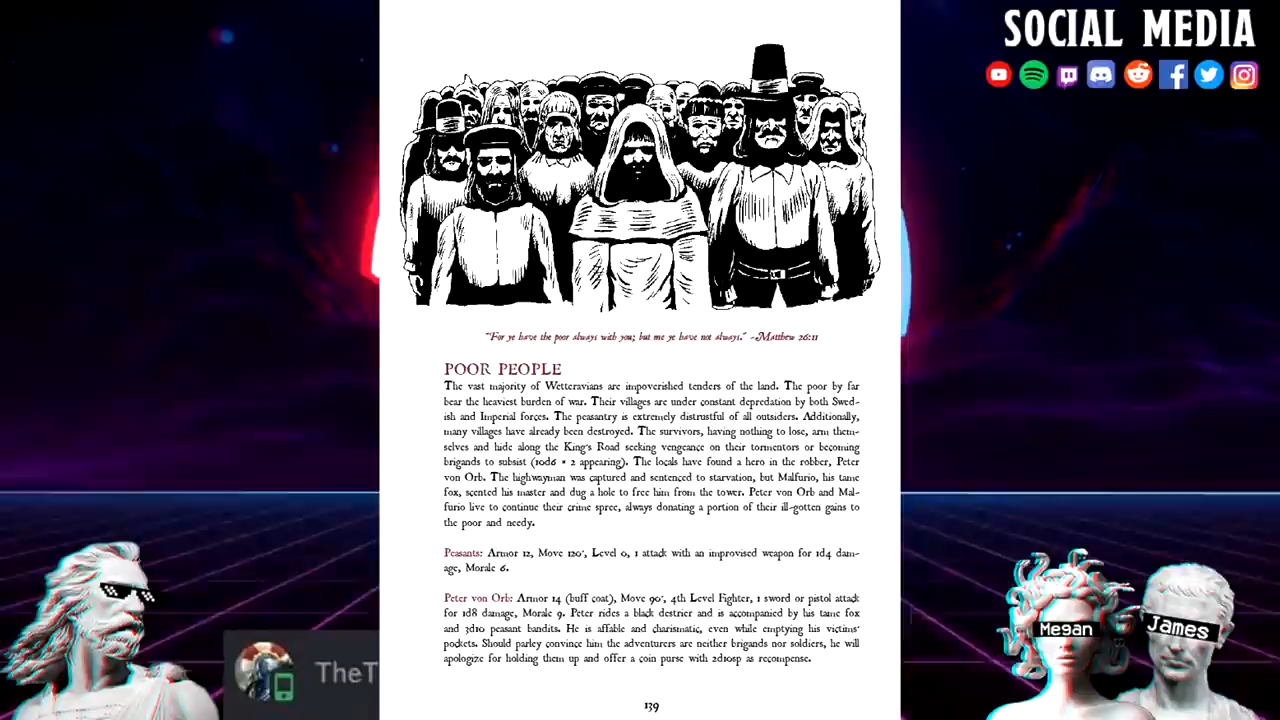 SOCIAL MEDIA
"For ye have the poor always with you; but me ye have not always." -Matthew 26:11
POOR PEOPLE
The vast majority of Wetteravians are impoverished tenders of the land. The poor by far
bear the heaviest burden of war. Their villages are under constant depredation by both Swed-
ish and Imperial forces. The peasantry is extremely distrustful of all outsiders. Additionally,
many villages have already been destroyed. The survivors, having nothing to lose, arm them-
selves and hide along the King's Road seeking vengeance on their tormentors or becoming
brigands to subsist (10d6 × 2 appearing). The locals have found a hero in the robber, Peter
von Orb. The highwayman was captured and sentenced to starvation, but Malfurio, his tame
fox, scented his master and dug a hole to free him from the tower. Peter von Orb and Mal-
furio live to continue their crime spree, always donating a portion of their ill-gotten gains to
the poor and needy.
Peasants: Armor 12, Move 120', Level 0, 1 attack with an improvised weapon for 1d4 dam-
age, Morale 6.
Peter von Orb: Armor 14 (buff coat), Move 90', 4th Level Fighter, 1 sword or pistol attack
for 1d8 damage, Morale 9. Peter rides a black destrier and is accompanied by his tame fox
and 3d10 peasant bandits. He is affable and charismatic, even while emptying his victims'
pockets. Should parley convince him the adventurers are neither brigands nor soldiers, he will
apologize for holding them up and offer a coin purse with 2d10sp as recompense.
139
TheT
Megan
James